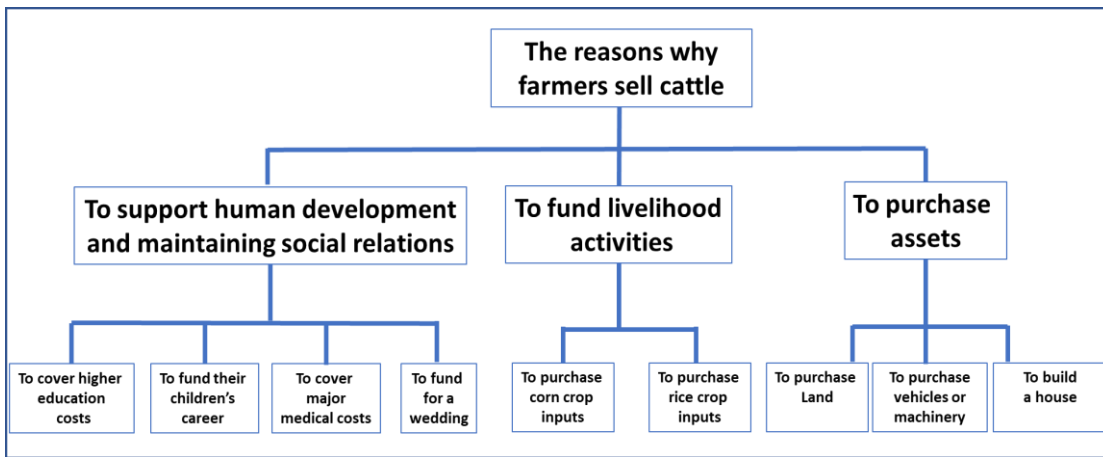 The reasons why
farmers sell cattle
To support human development
and maintaining social relations
To fund livelihood
activities
To purchase
assets
To cover higher
education
costs
To fund their
children's
career
To cover
major
medical costs
To fund
for a
wedding
To purchase
corn crop
inputs
To purchase
rice crop
inputs
To purchase
Land
To purchase
vehicles or
machinery
To build
a house